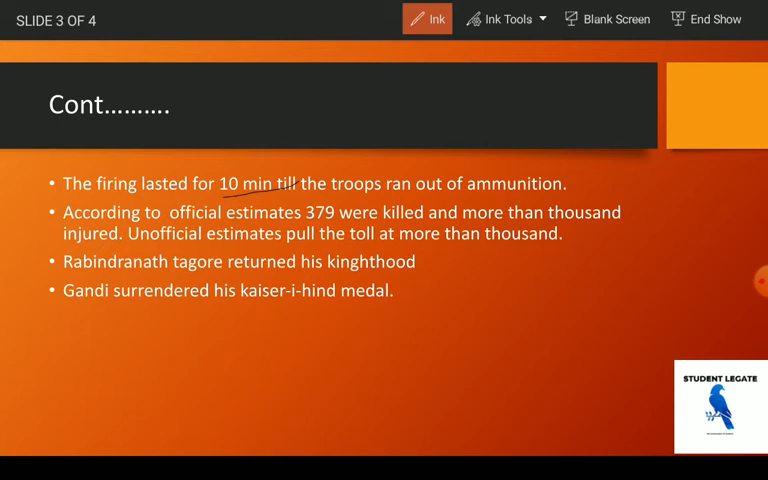 SLIDE 3 OF 4
Ink
Ink Tools
Blank Screen
End Show
Cont..........
• The firing lasted for 10 min till the troops ran out of ammunition.
• According to official estimates 379 were killed and more than thousand
injured. Unofficial estimates pull the toll at more than thousand.
• Rabindranath tagore returned his kinghthood
• Gandi surrendered his kaiser-i-hind medal.
STUDENT LEGATE